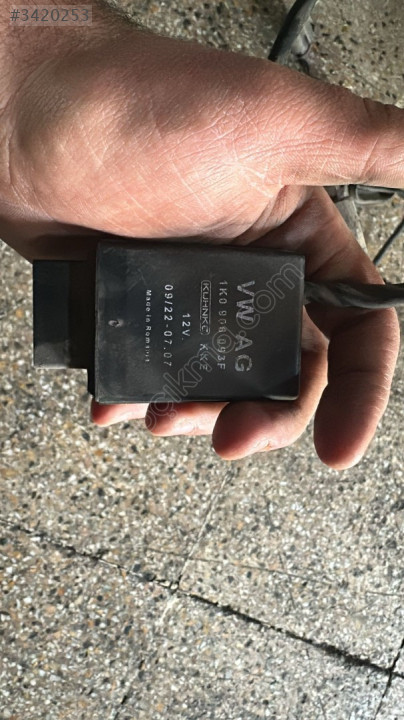 #3420253
VW AG
1K0 906 093F
KUHNKE KKZ
12V
09/22-07.07
Made in Romania